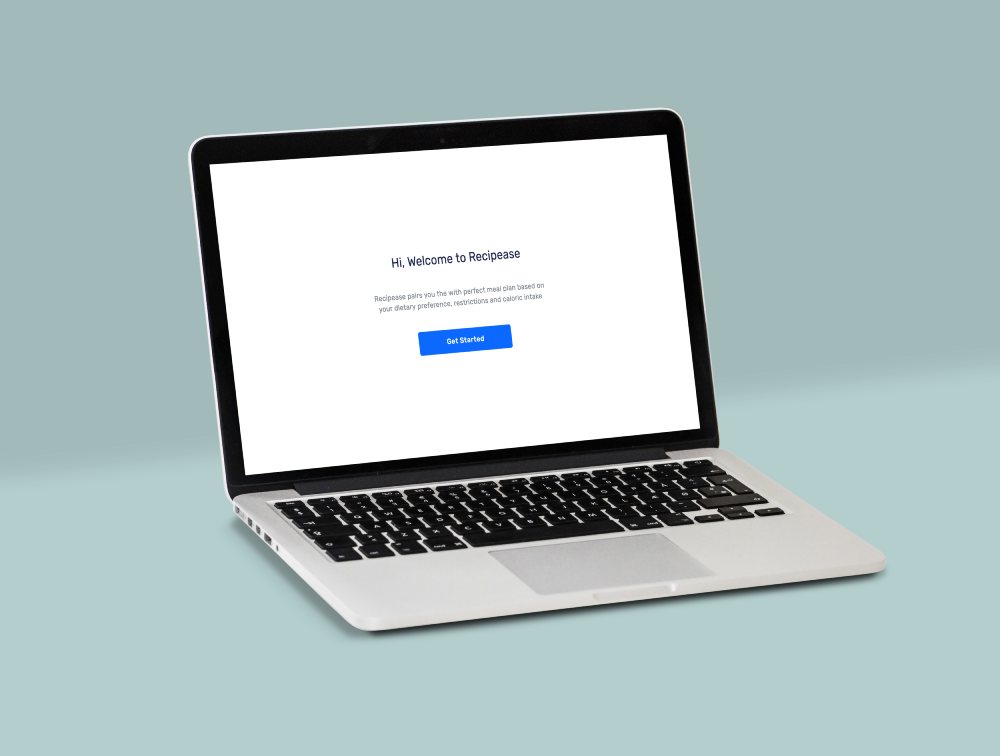 Hi, Welcome to Recipease
Recipease pairs you the with perfect meal plan based on
your dietary preference, restrictions and caloric intake
Get Started